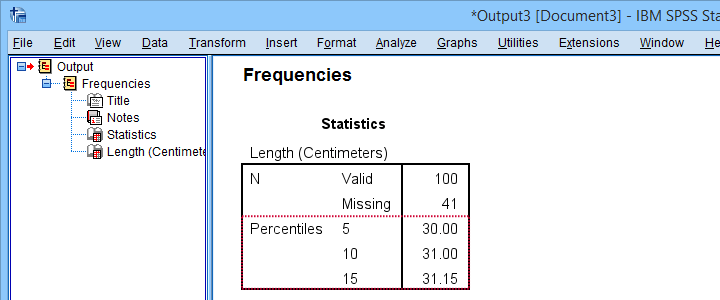 *Output3 [Document3] - IBM SPSS Sta
File Edit View Data Transform Insert Format Analyze Graphs Utilities Extensions Window He
Output
Frequencies
Title
Notes
Statistics
Length (Centimete
Frequencies
Statistics
Length (Centimeters)
N Valid 100
Missing 41
Percentiles 5 30.00
10 31.00
15 31.15